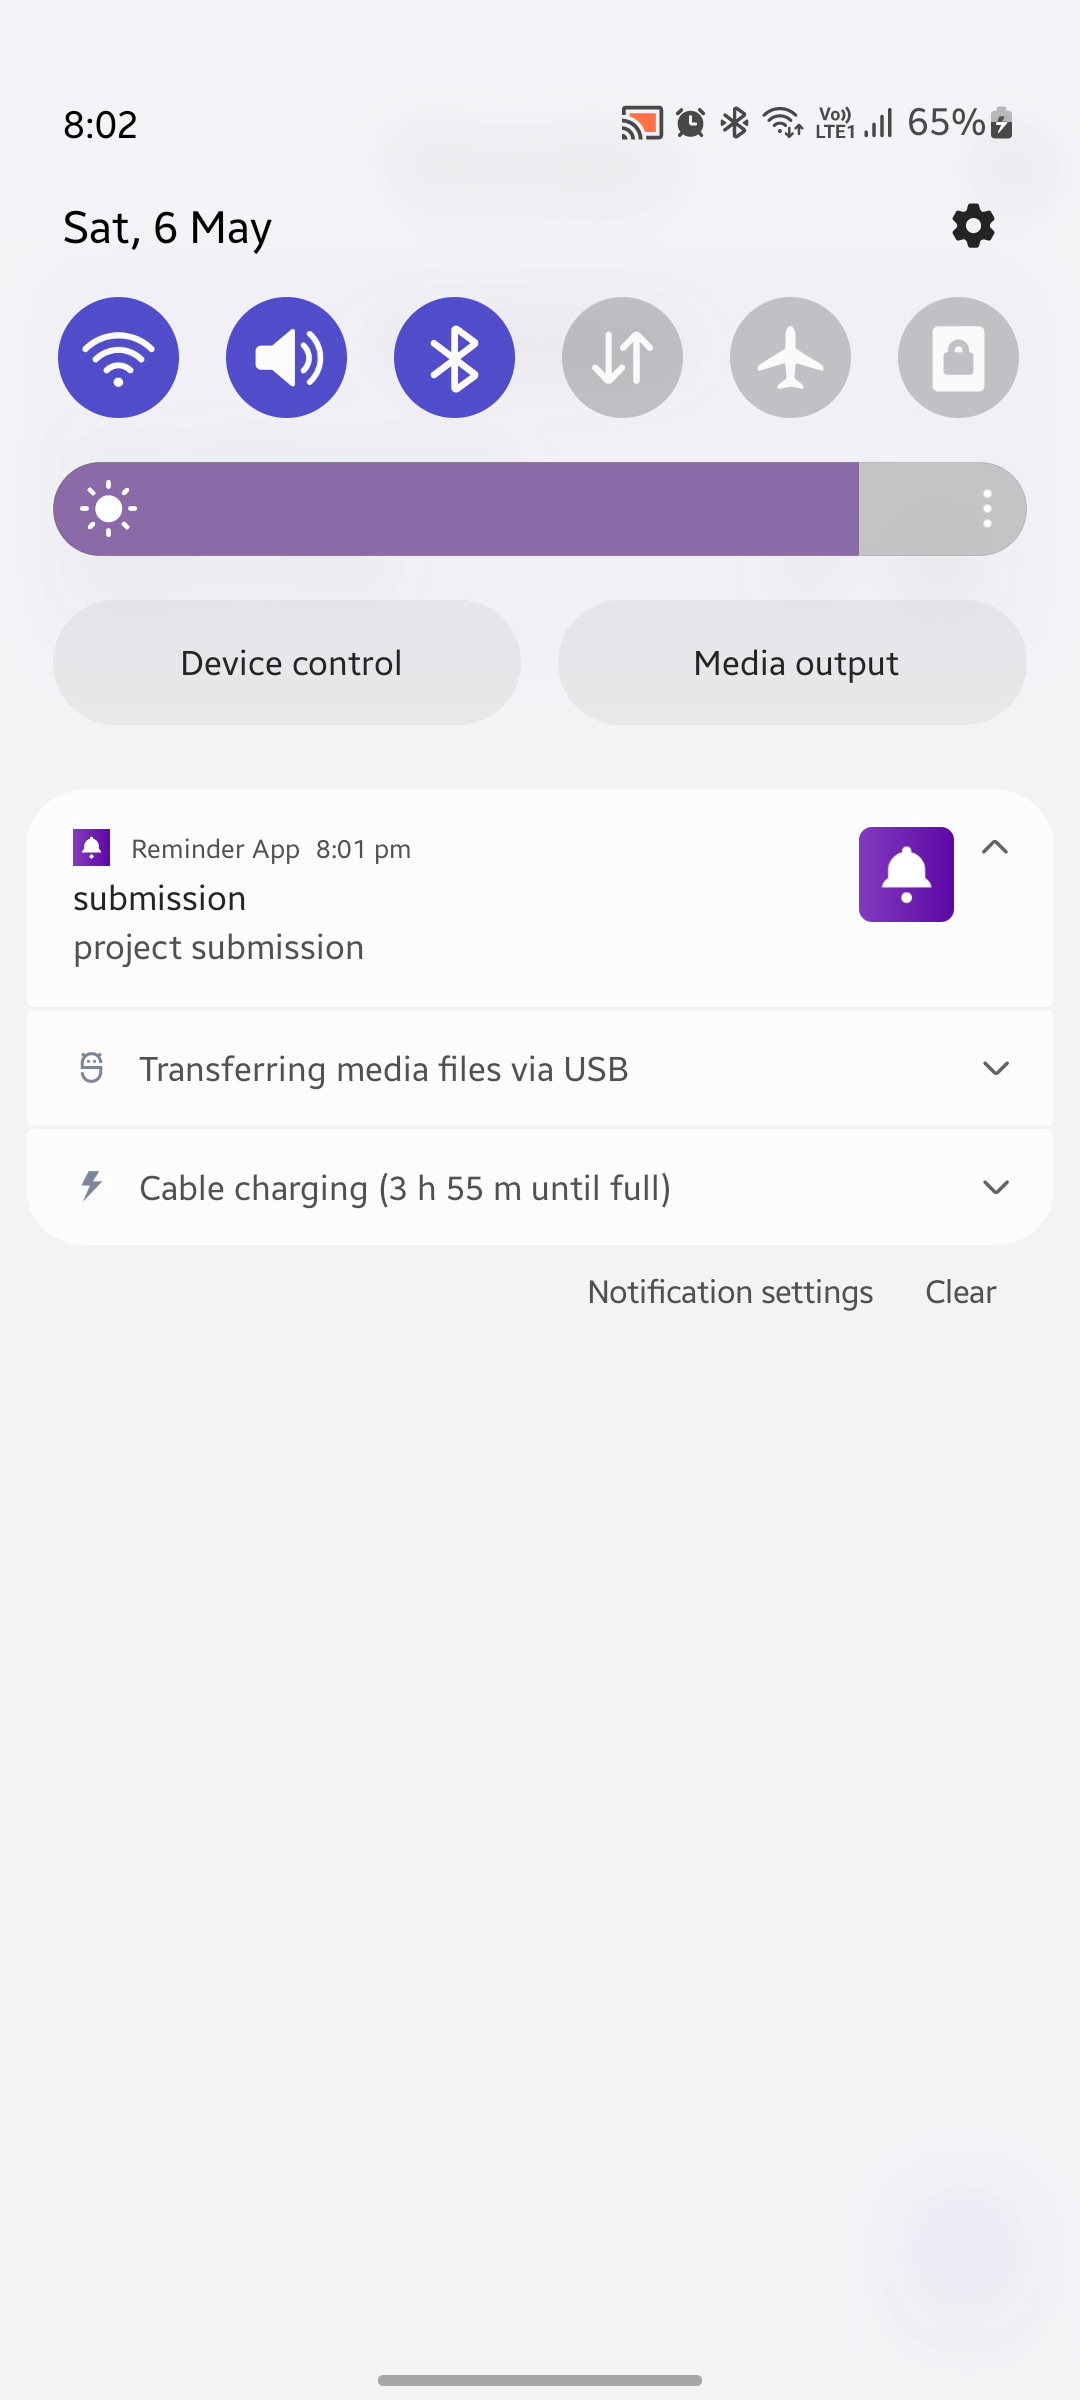 8:02
Vo)) LTE1 65%
Sat, 6 May
Device control
Media output
Reminder App 8:01 pm
submission
project submission
Transferring media files via USB
Cable charging (3 h 55 m until full)
Notification settings
Clear